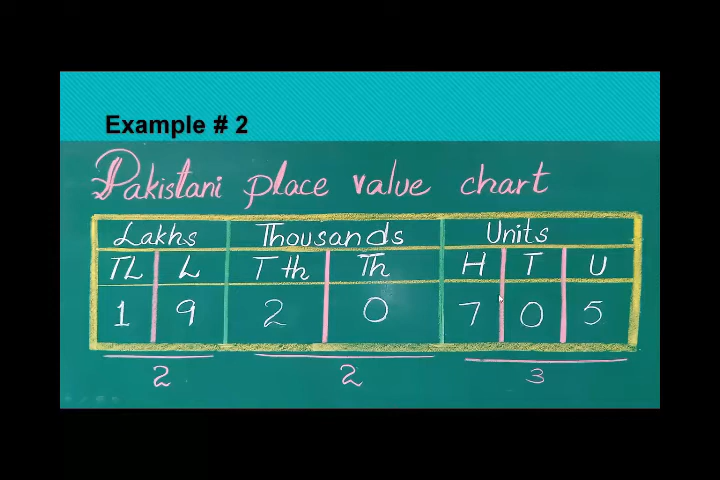 Example # 2
Pakistani place value chart
Lakhs Thousands Units
TL L Tth Th H T U
1 9 2 0 7 0 5
2 2 3